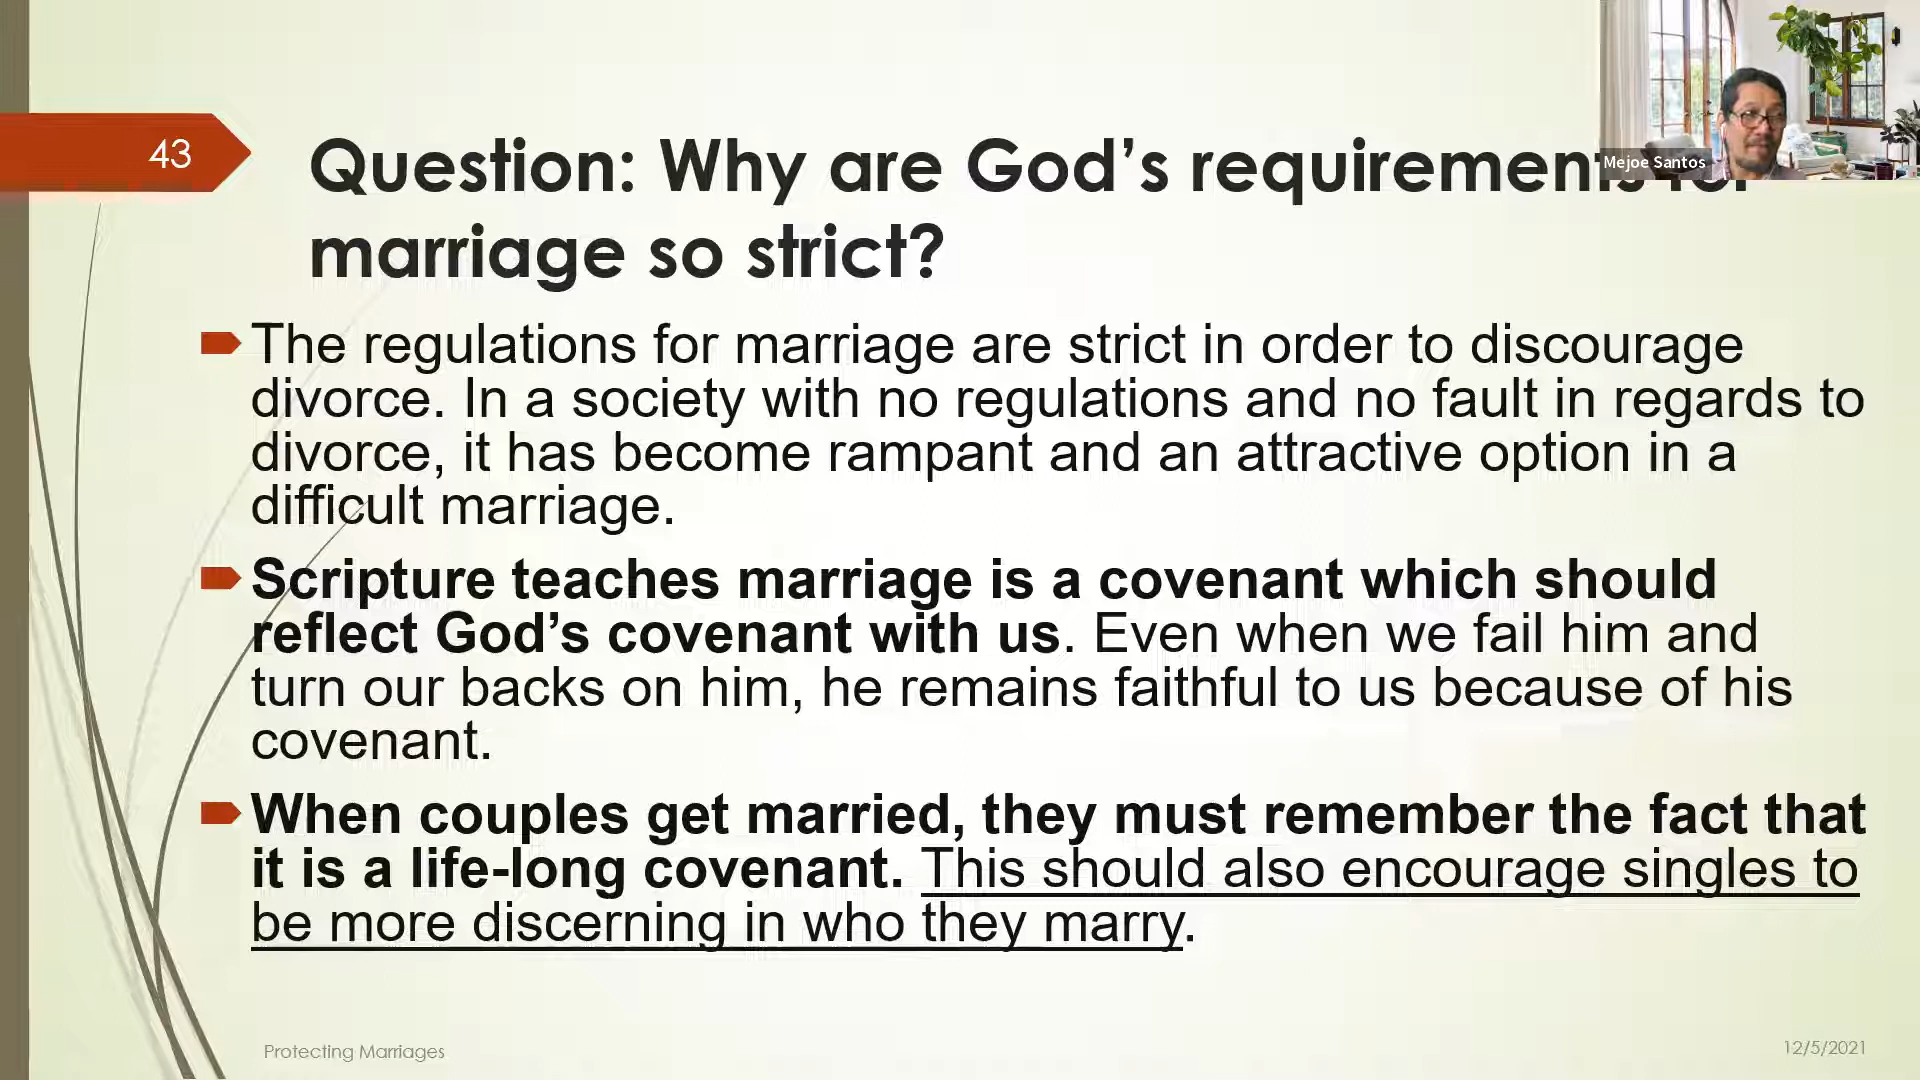 43
Question: Why are God's requirements for
marriage so strict?
Mejoe Santos
The regulations for marriage are strict in order to discourage
divorce. In a society with no regulations and no fault in regards to
divorce, it has become rampant and an attractive option in a
difficult marriage.
Scripture teaches marriage is a covenant which should
reflect God's covenant with us. Even when we fail him and
turn our backs on him, he remains faithful to us because of his
covenant.
When couples get married, they must remember the fact that
it is a life-long covenant. This should also encourage singles to
be more discerning in who they marry.
Protecting Marriages
12/5/2021